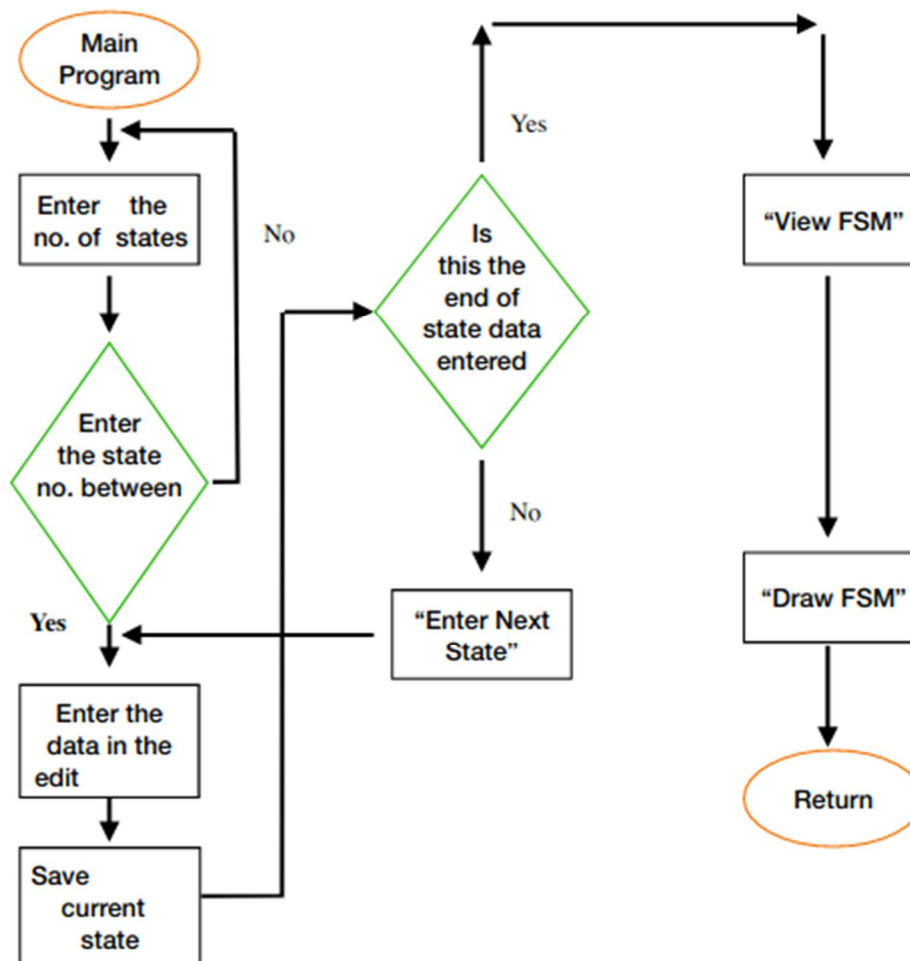 Main
Program
Enter the
no. of states
No
Enter
the state
no. between
Yes
Enter the
data in the
edit
Save
current
state
Yes
Is
this the
end of
state data
entered
No
“Enter Next
State”
“View FSM”
“Draw FSM”
Return